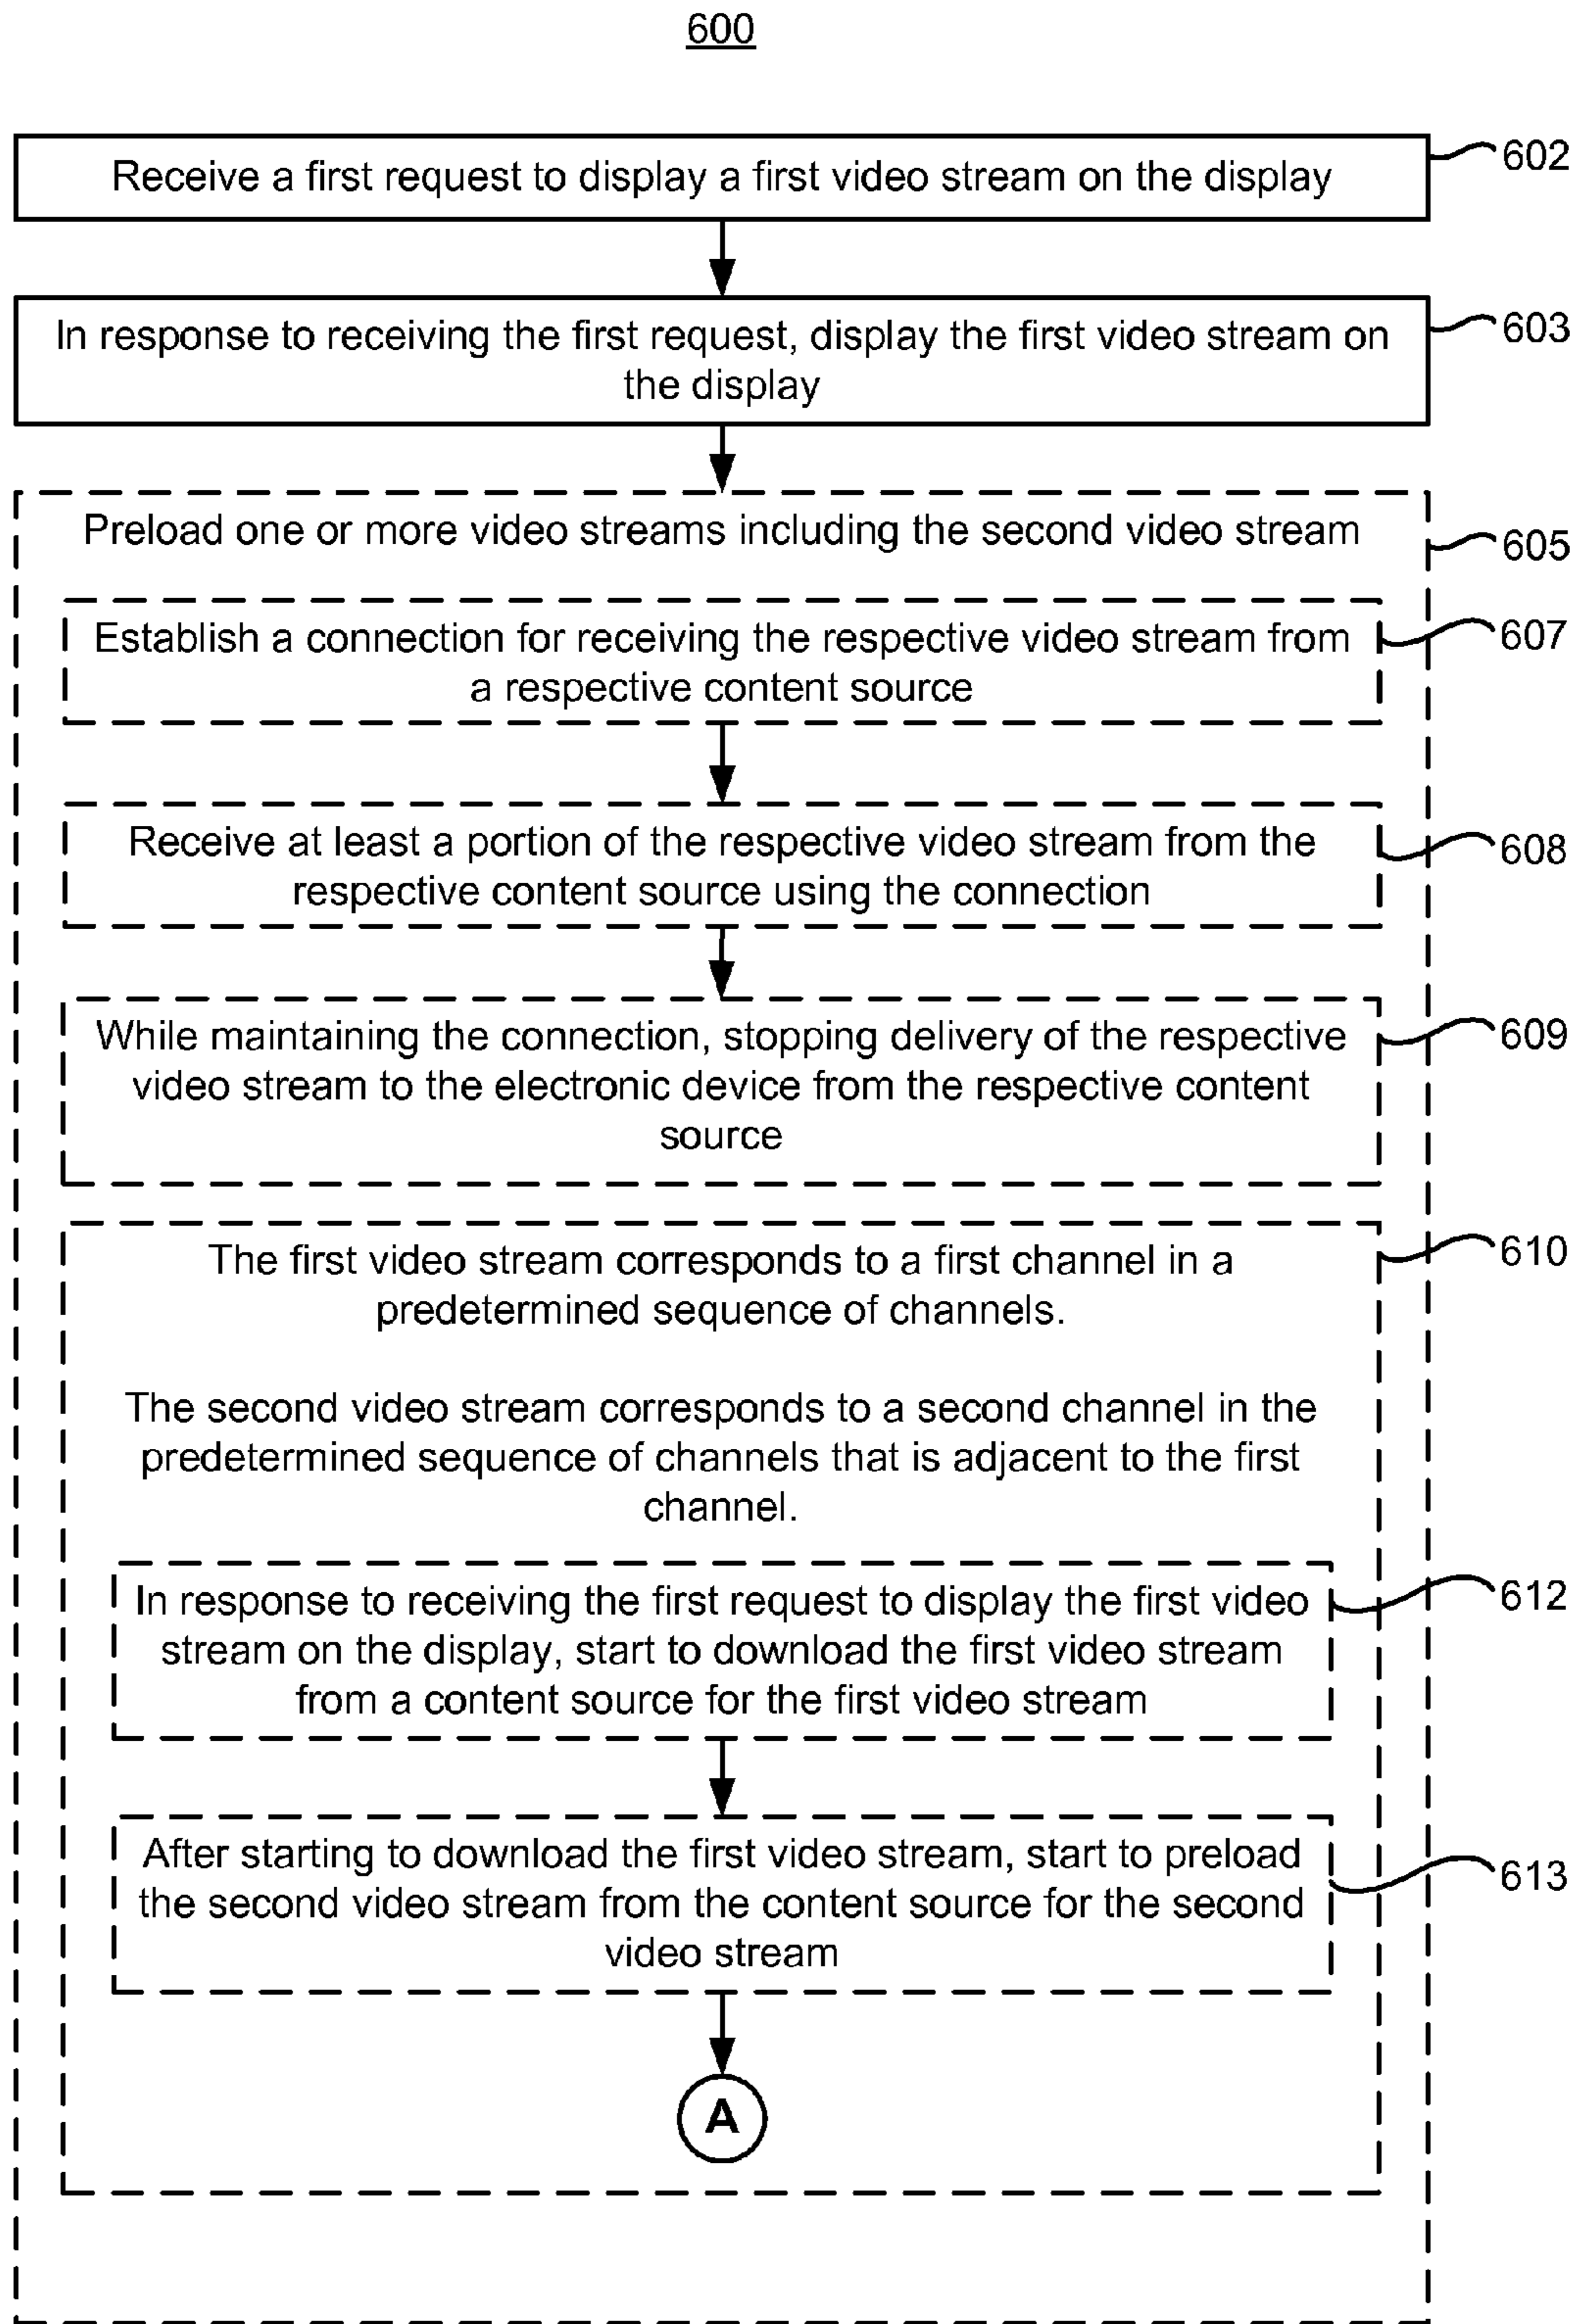 600
Receive a first request to display a first video stream on the display
602
In response to receiving the first request, display the first video stream on
the display
603
Preload one or more video streams including the second video stream
605
Establish a connection for receiving the respective video stream from
a respective content source
607
Receive at least a portion of the respective video stream from the
respective content source using the connection
608
While maintaining the connection, stopping delivery of the respective
video stream to the electronic device from the respective content
source
609
The first video stream corresponds to a first channel in a
predetermined sequence of channels.
610
The second video stream corresponds to a second channel in the
predetermined sequence of channels that is adjacent to the first
channel.
In response to receiving the first request to display the first video
stream on the display, start to download the first video stream
from a content source for the first video stream
612
After starting to download the first video stream, start to preload
the second video stream from the content source for the second
video stream
613
A